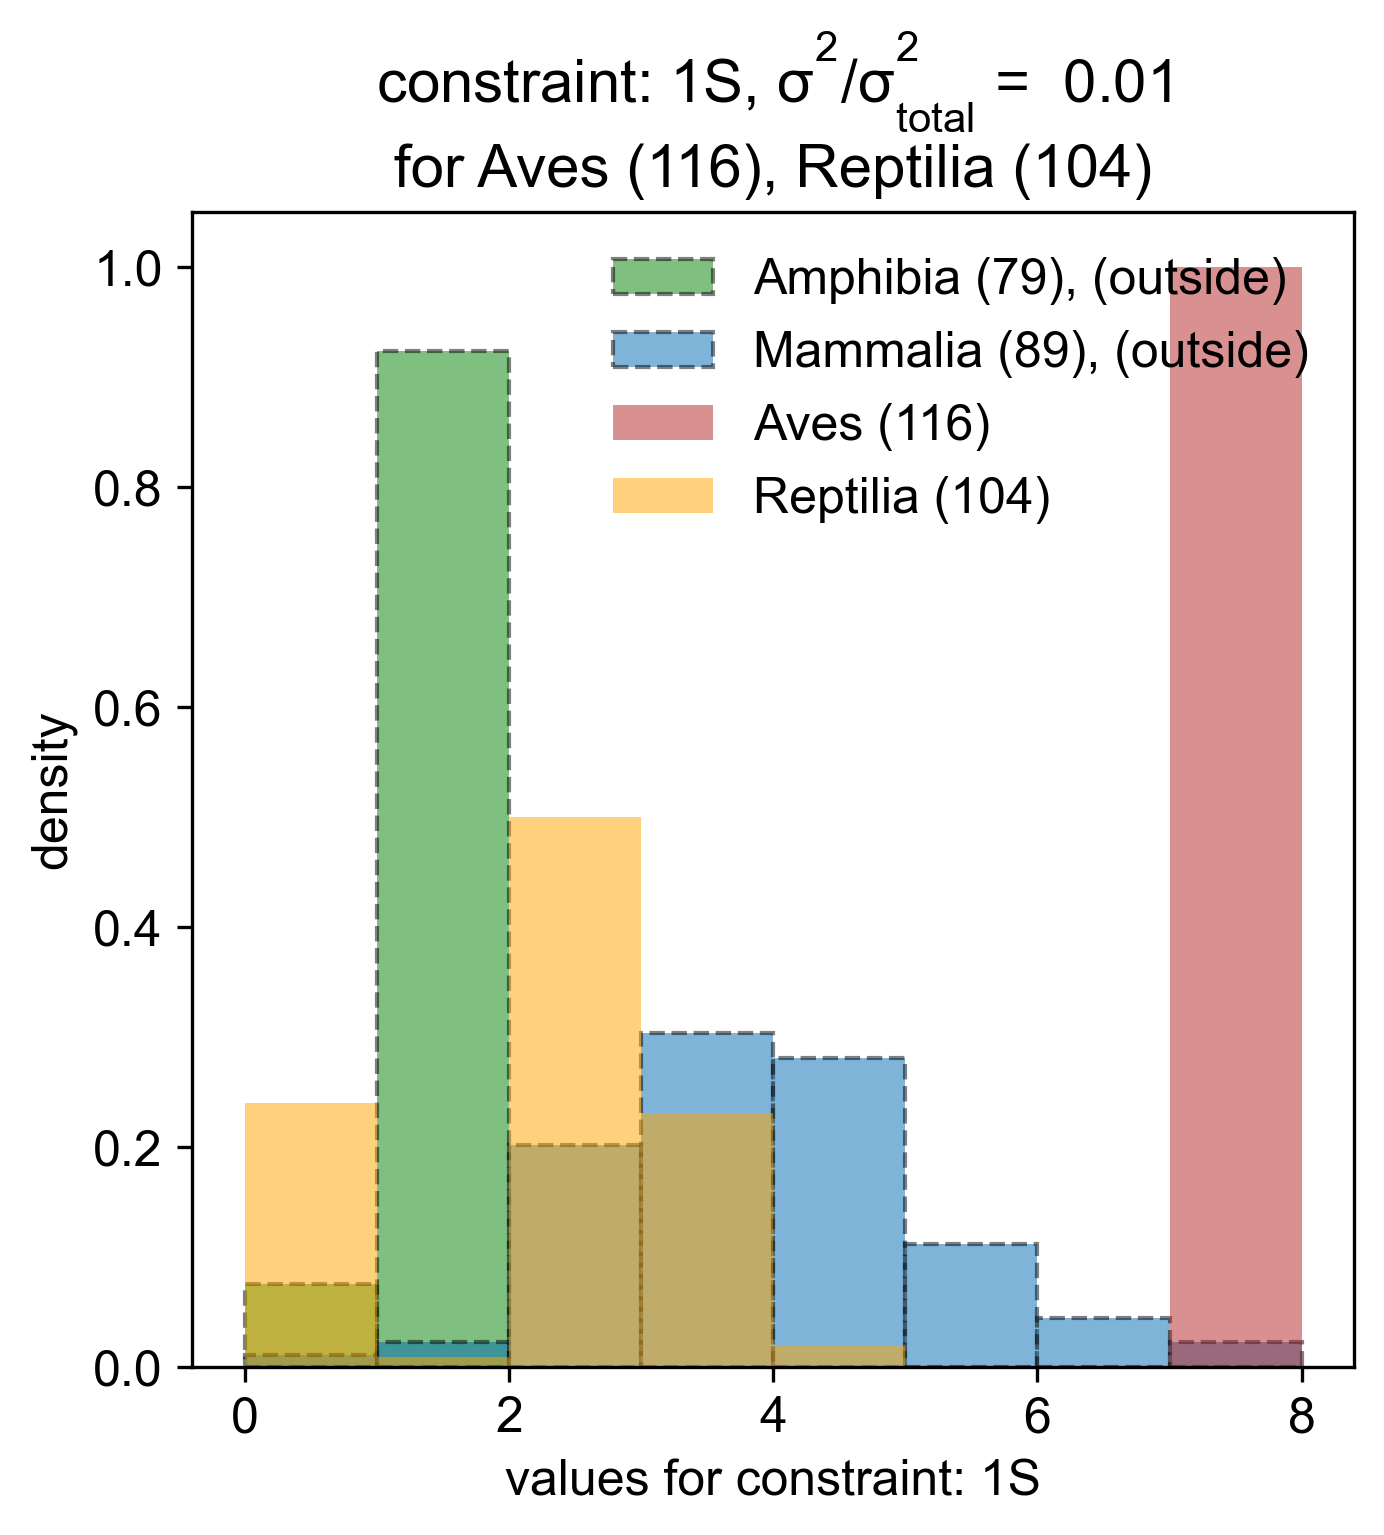 constraint: 1S, σ²/σ²total = 0.01
for Aves (116), Reptilia (104)
Amphibia (79), (outside)
Mammalia (89), (outside)
Aves (116)
Reptilia (104)
1.0
0.8
0.6
0.4
0.2
0.0
density
0 2 4 6 8
values for constraint: 1S